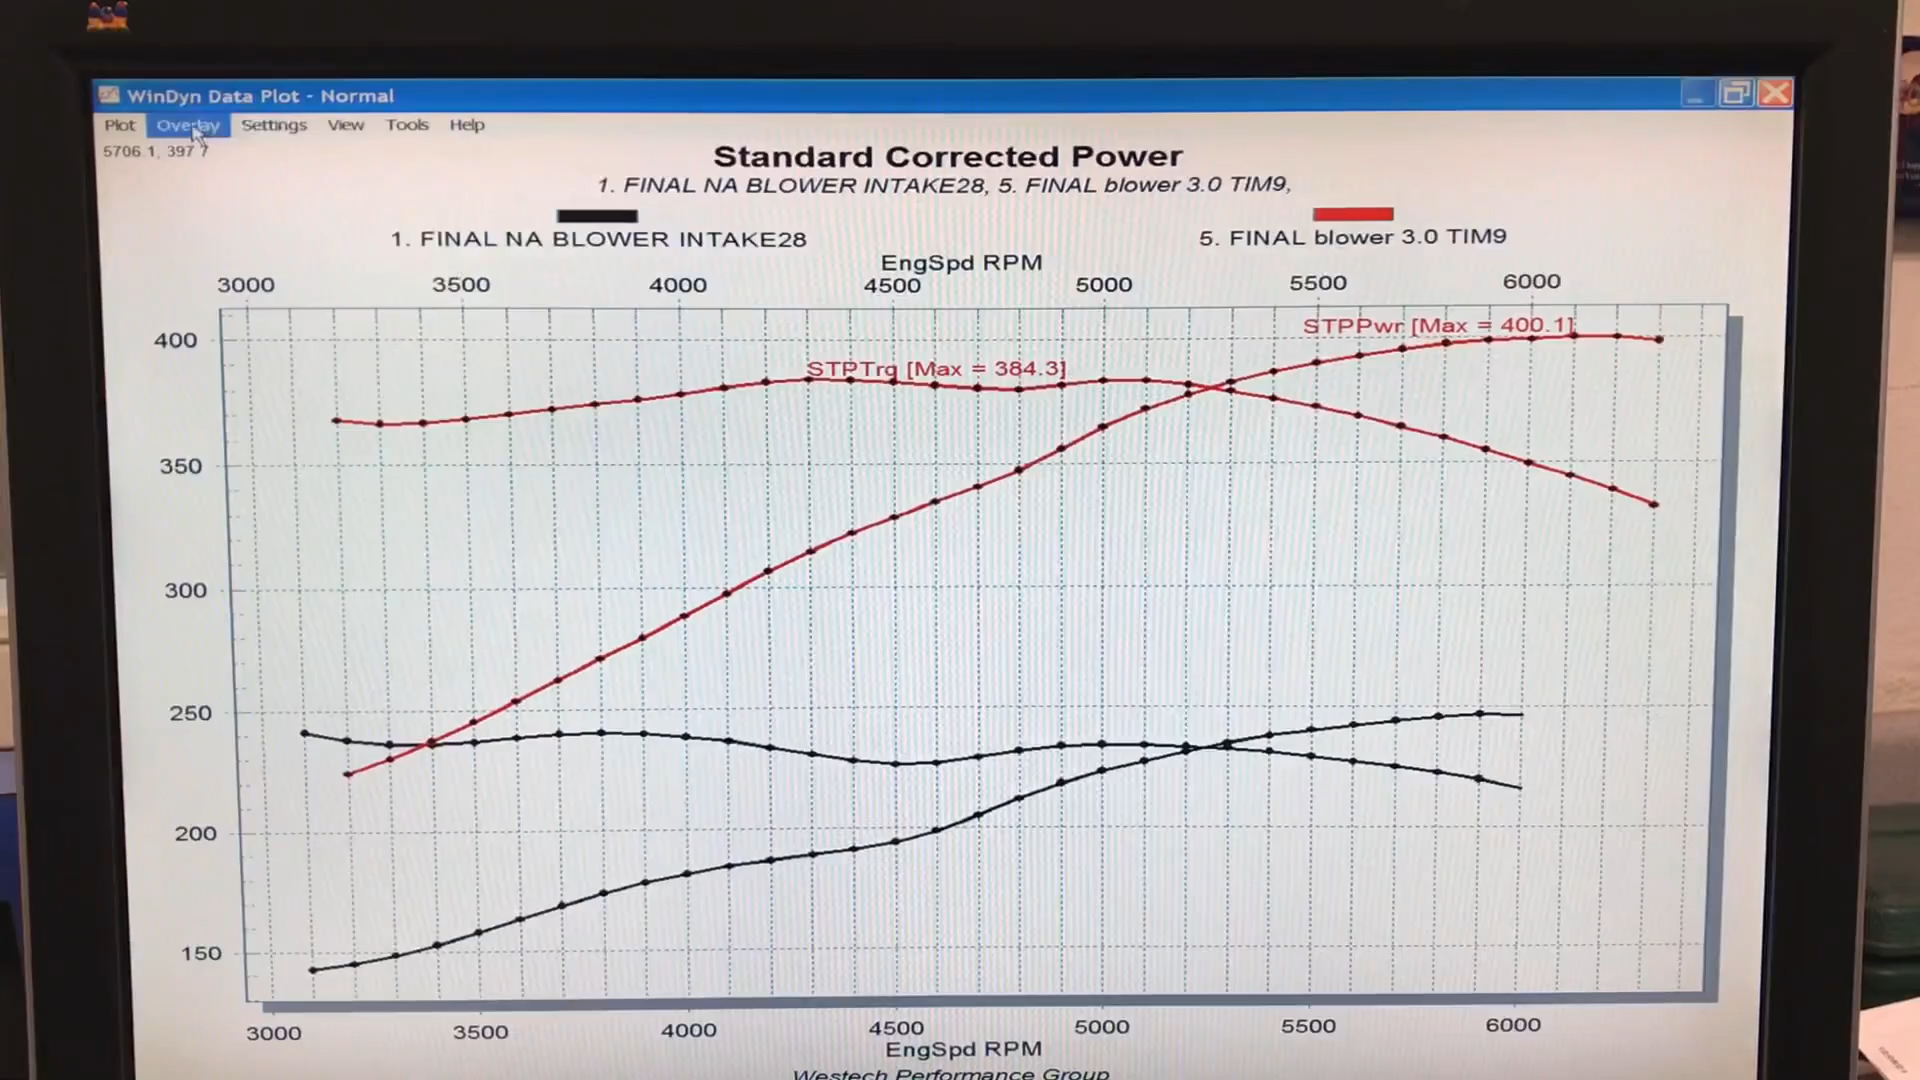 WinDyn Data Plot - Normal
Plot Overlay Settings View Tools Help
5706.1, 397.7
Standard Corrected Power
1. FINAL NA BLOWER INTAKE28, 5. FINAL blower 3.0 TIM9,
1. FINAL NA BLOWER INTAKE28
5. FINAL blower 3.0 TIM9
EngSpd RPM
3000 3500 4000 4500 5000 5500 6000
STPPwr [Max = 400.1]
400
STPTrq [Max = 384.3]
350
300
250
200
150
3000 3500 4000 4500 5000 5500 6000
EngSpd RPM
Westech Performance Group